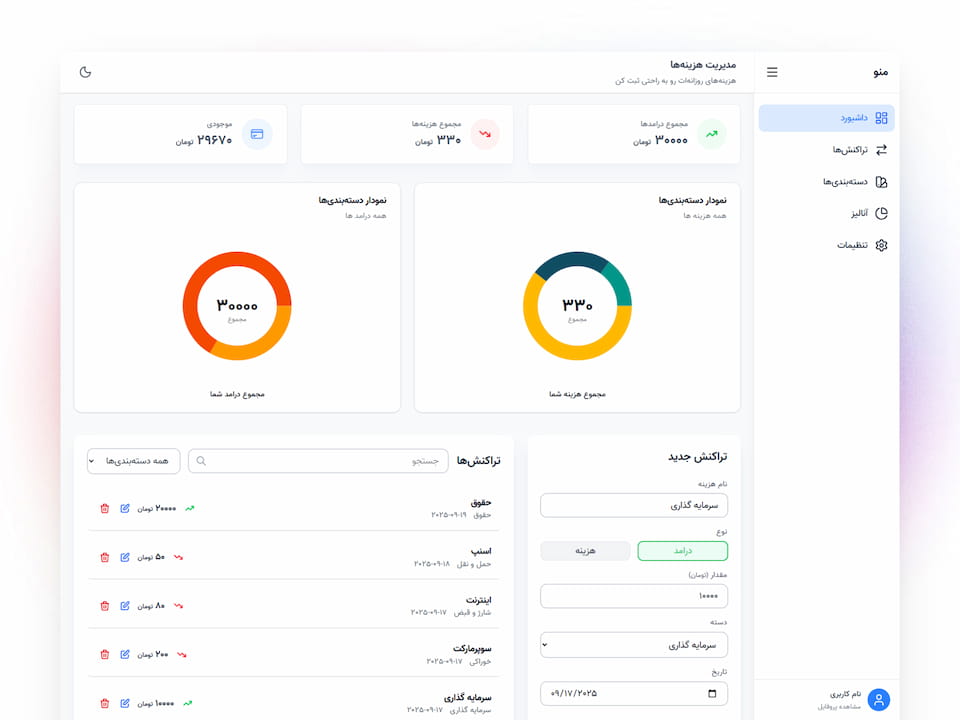 منو
داشبورد
تراکنش‌ها
دسته‌بندی‌ها
آنالیز
تنظیمات
نام کاربری
مشاهده پروفایل
مدیریت هزینه‌ها
هزینه‌های روزانه‌ات رو به راحتی ثبت کن
مجموع درامدها
۳۰۰۰۰ تومان
مجموع هزینه‌ها
۳۳۰ تومان
موجودی
۲۹۶۷۰ تومان
نمودار دسته‌بندی‌ها
همه هزینه ها
۳۳۰
مجموع
مجموع هزینه شما
نمودار دسته‌بندی‌ها
همه درامد ها
۳۰۰۰۰
مجموع
مجموع درامد شما
تراکنش جدید
نام هزینه
سرمایه گذاری
نوع
درامد
هزینه
مقدار (تومان)
۱۰۰۰۰
دسته
سرمایه گذاری
تاریخ
۰۹/۱۷/۲۰۲۵
تراکنش‌ها
جستجو
همه دسته‌بندی‌ها
حقوق
حقوق ۲۰۲۵-۰۹-۱۹
۲۰۰۰۰ تومان
اسنپ
حمل و نقل ۲۰۲۵-۰۹-۱۸
۵۰ تومان
اینترنت
شارژ و قبض ۲۰۲۵-۰۹-۱۷
۸۰ تومان
سوپرمارکت
خوراکی ۲۰۲۵-۰۹-۱۷
۲۰۰ تومان
سرمایه گذاری
سرمایه گذاری ۲۰۲۵-۰۹-۱۷
۱۰۰۰۰ تومان